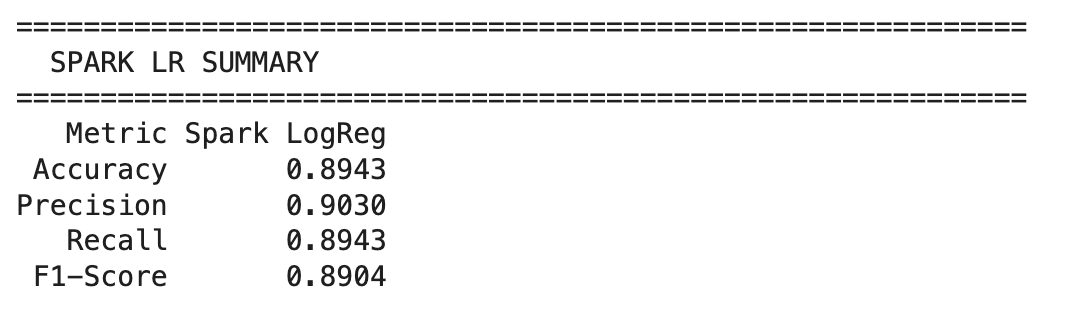 ============================================================
  SPARK LR SUMMARY
============================================================
   Metric Spark LogReg
 Accuracy       0.8943
Precision       0.9030
   Recall       0.8943
 F1-Score       0.8904